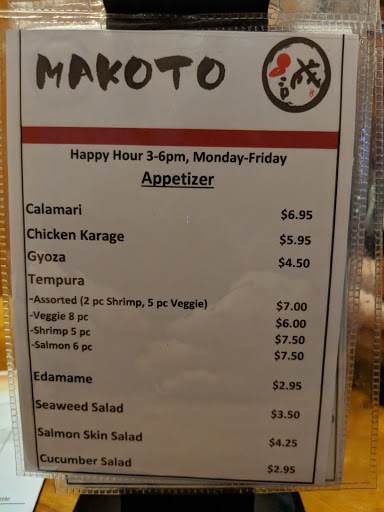 MAKOTO
誠
Happy Hour 3-6pm, Monday-Friday
Appetizer
Calamari $6.95
Chicken Karage $5.95
Gyoza $4.50
Tempura
-Assorted (2 pc Shrimp, 5 pc Veggie) $7.00
-Veggie 8 pc $6.00
-Shrimp 5 pc $7.50
-Salmon 6 pc $7.50
Edamame $2.95
Seaweed Salad $3.50
Salmon Skin Salad $4.25
Cucumber Salad $2.95